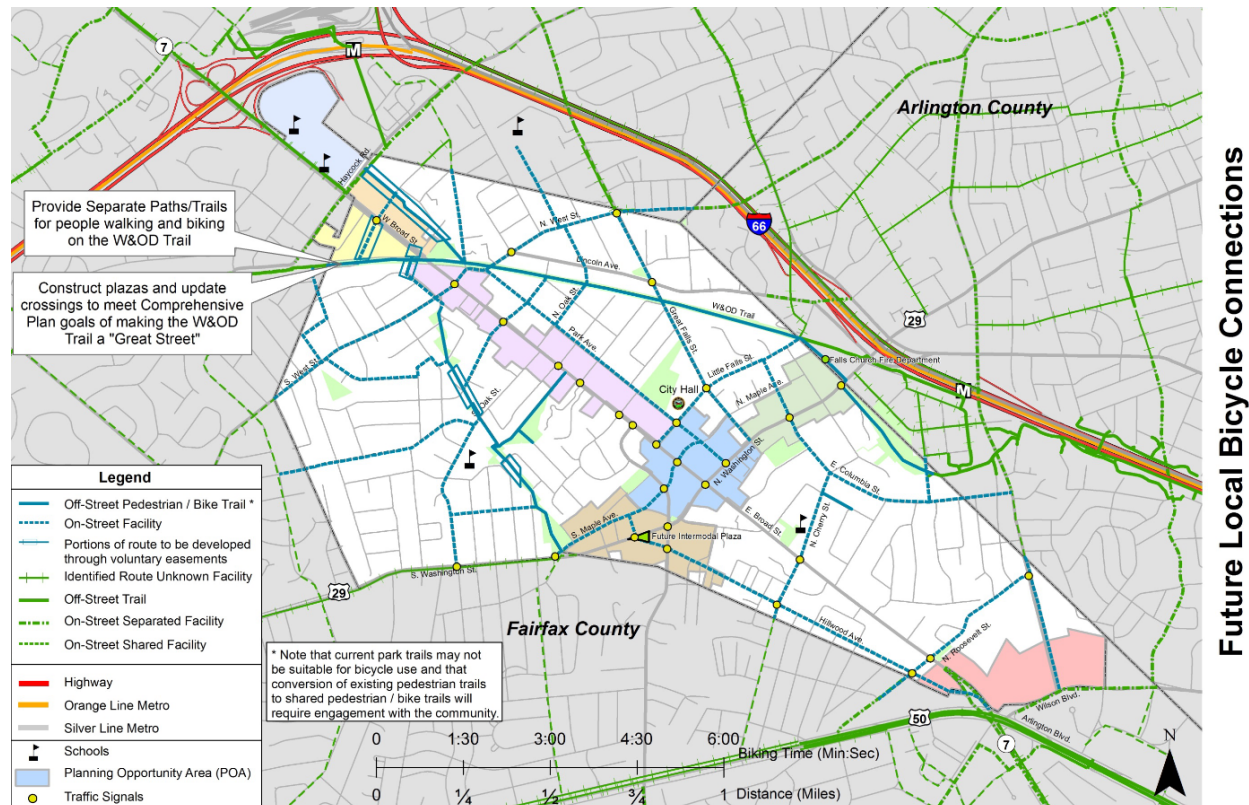 Future Local Bicycle Connections
7
M
Arlington County
Haycock Rd.
Provide Separate Paths/Trails
for people walking and biking
on the W&OD Trail
W Broad St.
N. West St.
66
Lincoln Ave.
Construct plazas and update
crossings to meet Comprehensive
Plan goals of making the W&OD
Trail a "Great Street"
N. Oak St.
W&OD Trail
29
Great Falls St.
Park Ave.
Little Falls St.
Falls Church Fire Department
S. West St.
City Hall
N. Maple Ave.
M
S. Oak St.
N. Washington St.
E. Columbia St.
S. Maple Ave.
E. Broad St.
N. Cherry St.
Future Intermodal Plaza
S. Washington St.
29
Fairfax County
Hillwood Ave.
N. Roosevelt St.
Wilson Blvd.
50
Arlington Blvd.
7
N
Legend
Off-Street Pedestrian / Bike Trail *
On-Street Facility
Portions of route to be developed
through voluntary easements
Identified Route Unknown Facility
Off-Street Trail
On-Street Separated Facility
On-Street Shared Facility
Highway
Orange Line Metro
Silver Line Metro
Schools
Planning Opportunity Area (POA)
Traffic Signals
* Note that current park trails may not
be suitable for bicycle use and that
conversion of existing pedestrian trails
to shared pedestrian / bike trails will
require engagement with the community.
0 1:30 3:00 4:30 6:00
Biking Time (Min:Sec)
0 ¼ ½ ¾ 1 Distance (Miles)